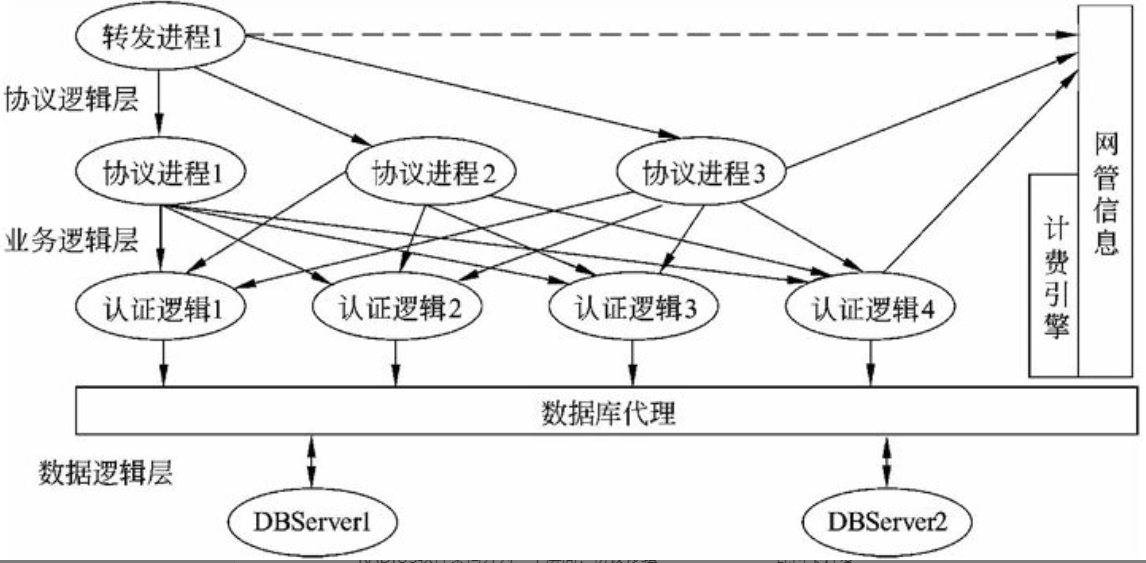 转发进程1
协议逻辑层
协议进程1
协议进程2
协议进程3
业务逻辑层
认证逻辑1
认证逻辑2
认证逻辑3
认证逻辑4
计费引擎
网管信息
数据库代理
数据逻辑层
DBServer1
DBServer2